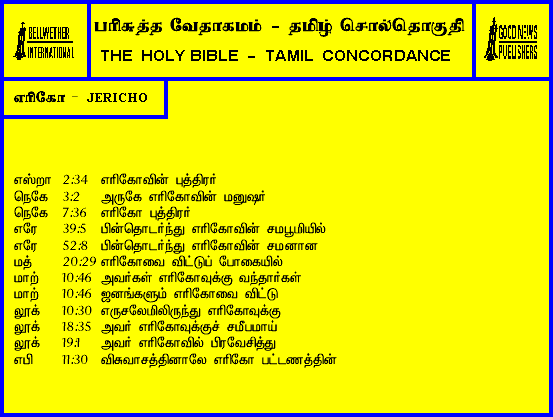 BELLWETHER
INTERNATIONAL
பரிசுத்த வேதாகமம் - தமிழ் சொல்தொகுதி
THE HOLY BIBLE - TAMIL CONCORDANCE
GOOD NEWS
PUBLISHERS
எரிகோ - JERICHO
எஸ்றா 2:34 எரிகோவின் புத்திரர்
நெகே 3:2 அருகே எரிகோவின் மனுஷர்
நெகே 7:36 எரிகோ புத்திரர்
எரே 39:5 பின்தொடர்ந்து எரிகோவின் சமபூமியில்
எரே 52:8 பின்தொடர்ந்து எரிகோவின் சமனான
மத் 20:29 எரிகோவை விட்டுப் போகையில்
மாற் 10:46 அவர்கள் எரிகோவுக்கு வந்தார்கள்
மாற் 10:46 ஜனங்களும் எரிகோவை விட்டு
லூக் 10:30 எருசலேமிலிருந்து எரிகோவுக்கு
லூக் 18:35 அவர் எரிகோவுக்குச் சமீபமாய்
லூக் 19:1 அவர் எரிகோவில் பிரவேசித்து
எபி 11:30 விசுவாசத்தினாலே எரிகோ பட்டணத்தின்